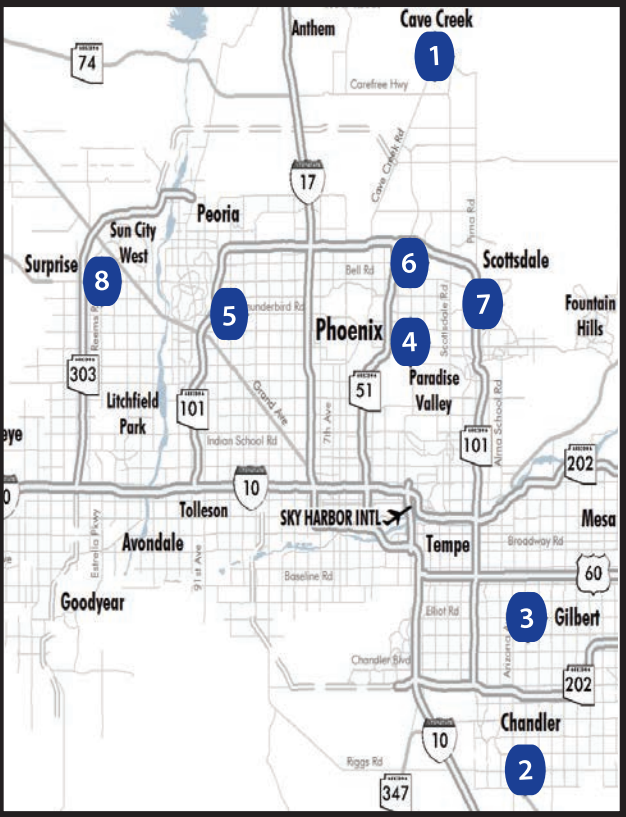 Cave Creek
1
Anthem
74
Carefree Hwy
17
Cave Creek Rd
Pima Rd
Peoria
Sun City
West
Surprise
8
Bell Rd
6
Scottsdale
7
Fountain
Hills
5
Thunderbird Rd
Reems R
Phoenix
4
Scottsdale Rd
303
Litchfield
Park
101
Grand Ave
7th Ave
51
Paradise
Valley
Alma School Rd
101
eye
Indian School Rd
202
0
10
Tolleson
SKY HARBOR INTL
Mesa
Avondale
Tempe
Broadway Rd
Estrella Pkwy
91st Ave
Baseline Rd
60
Goodyear
Elliot Rd
3
Gilbert
Arizona A
Chandler Blvd
202
Chandler
10
2
Riggs Rd
347